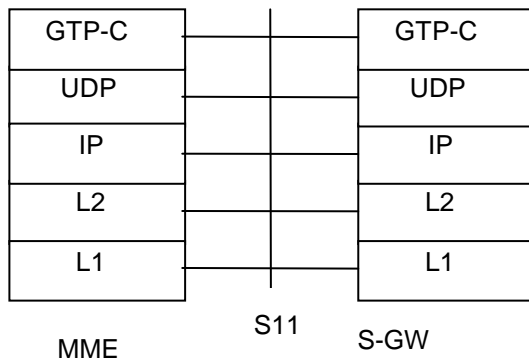 GTP-C GTP-C
UDP UDP
IP IP
L2 L2
L1 L1
MME S11 S-GW